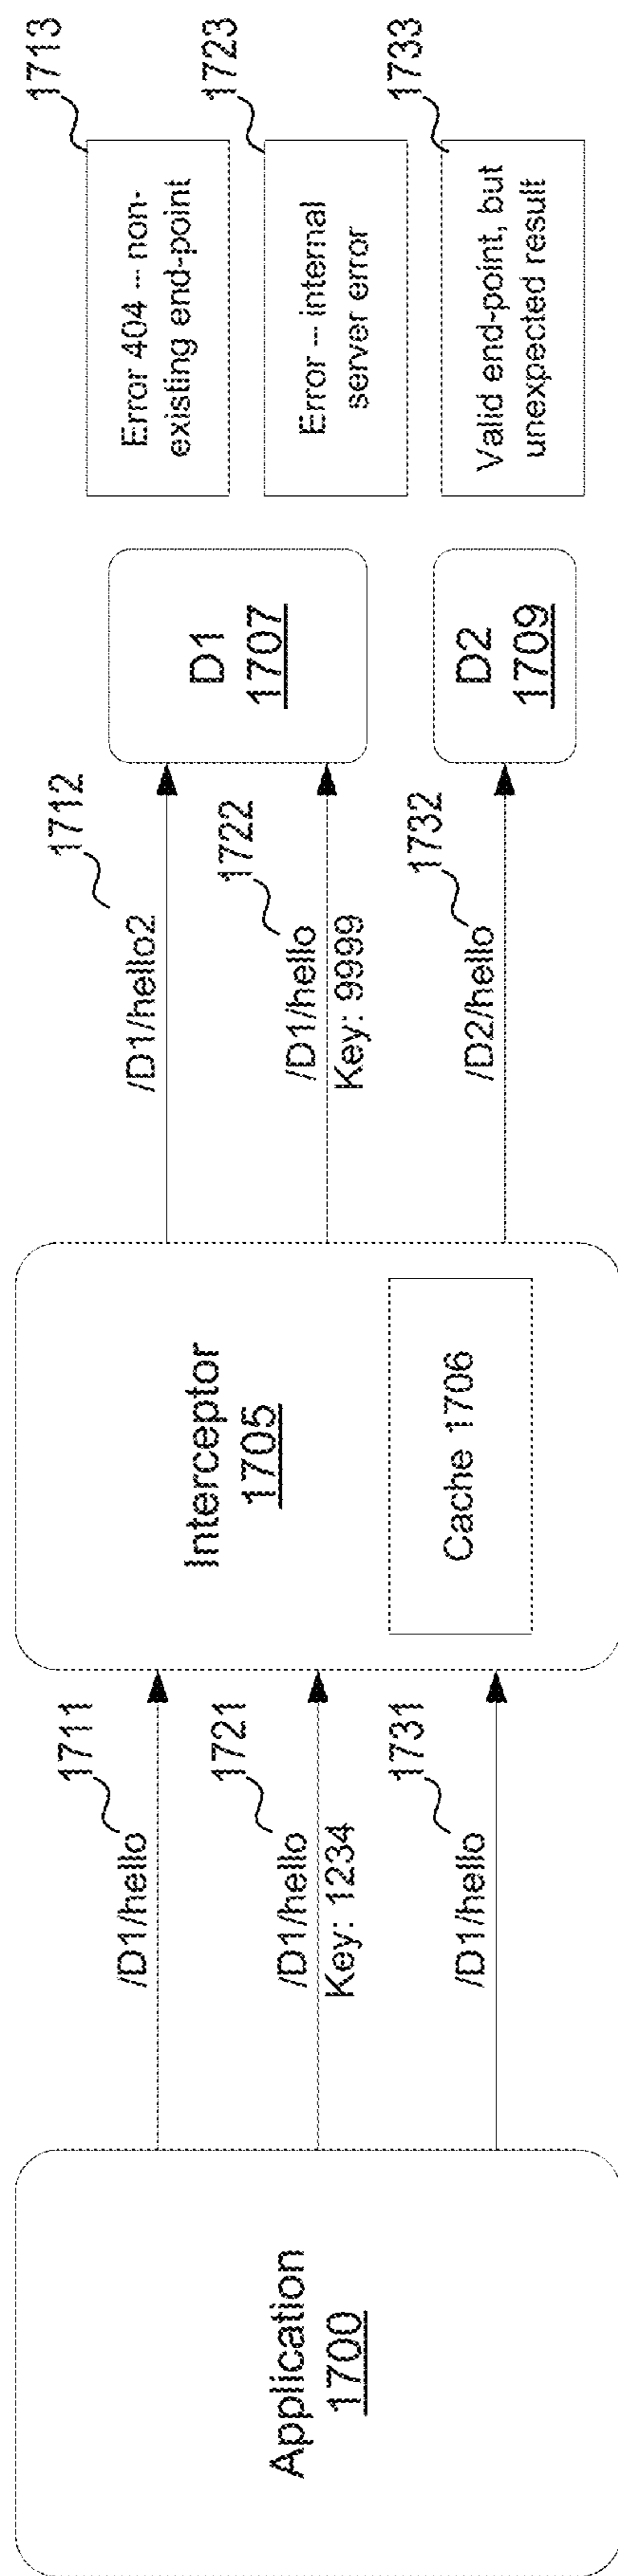 Application
1700
/D1/hello
1711
/D1/hello
Key: 1234
1721
/D1/hello
1731
Interceptor
1705
Cache 1706
/D1/hello2
1712
/D1/hello
Key: 9999
1722
/D2/hello
1732
D1
1707
D2
1709
Error 404 -- non-
existing end-point
1713
Error -- internal
server error
1723
Valid end-point, but
unexpected result
1733